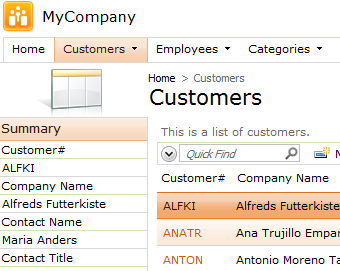 MyCompany
Home Customers Employees Categories
Home > Customers
Customers
Summary
Customer#
ALFKI
Company Name
Alfreds Futterkiste
Contact Name
Maria Anders
Contact Title
This is a list of customers.
Quick Find
Customer# Company Name
ALFKI Alfreds Futterkiste
ANATR Ana Trujillo
ANTON Antonio Moreno